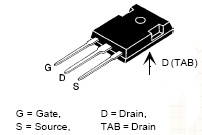 G
D
S
D (TAB)
G = Gate, D = Drain,
S = Source, TAB = Drain